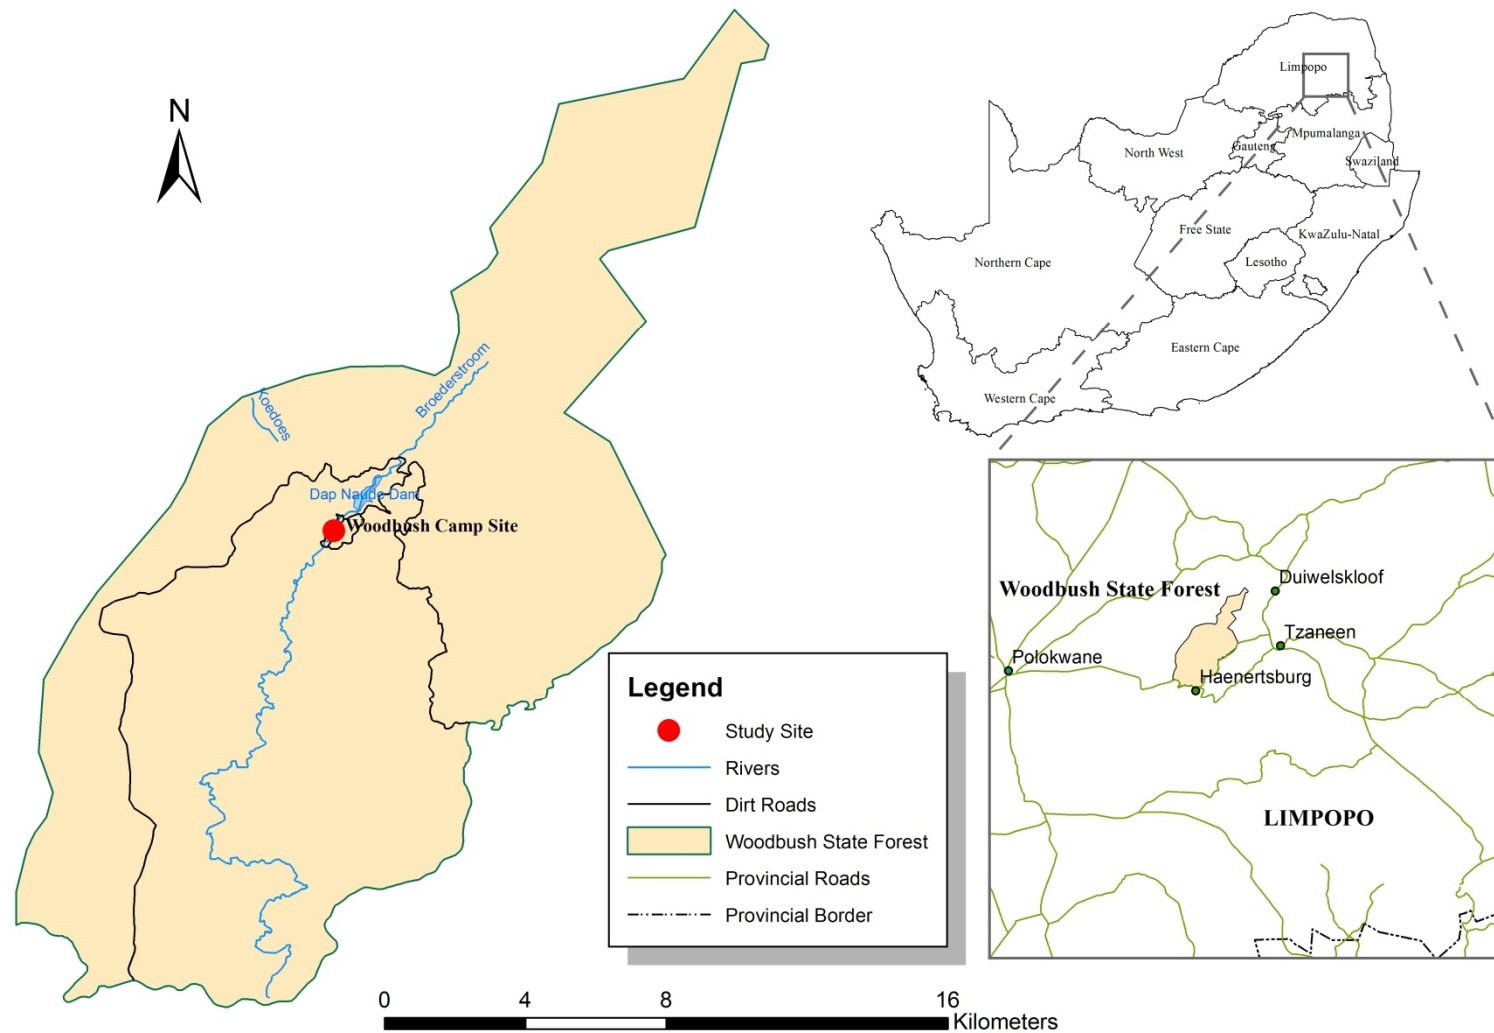 N
Koedoes
Broederstroom
Dap Naude Dam
Woodbush Camp Site
Limpopo
North West
Gauteng
Mpumalanga
Swaziland
Free State
KwaZulu-Natal
Lesotho
Northern Cape
Eastern Cape
Western Cape
Legend
Study Site
Rivers
Dirt Roads
Woodbush State Forest
Provincial Roads
Provincial Border
Woodbush State Forest
Duiwelskloof
Tzaneen
Polokwane
Haenertsburg
LIMPOPO
0 4 8 16
Kilometers